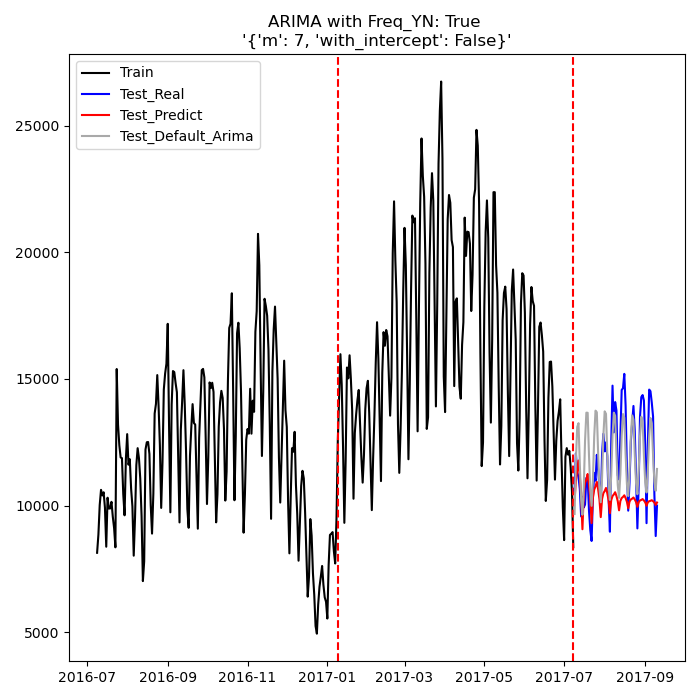 ARIMA with Freq_YN: True
'{'m': 7, 'with_intercept': False}'
Train
Test_Real
Test_Predict
Test_Default_Arima
25000
20000
15000
10000
5000
2016-07 2016-09 2016-11 2017-01 2017-03 2017-05 2017-07 2017-09